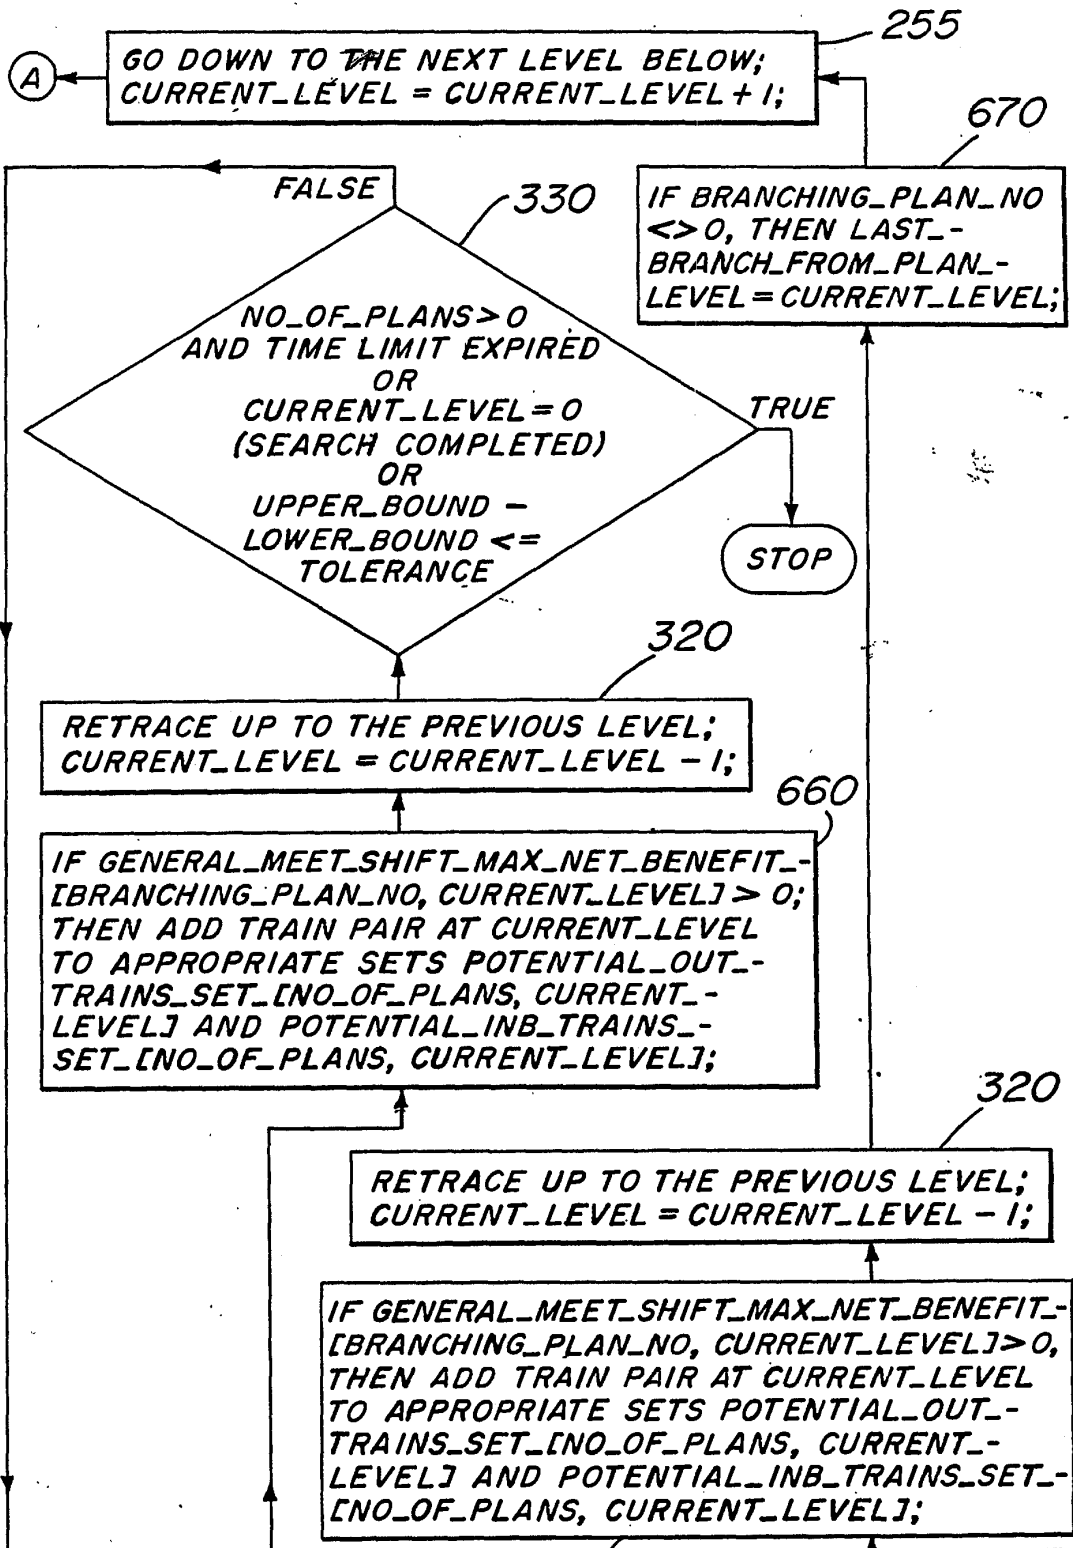 255
GO DOWN TO THE NEXT LEVEL BELOW;
CURRENT_LEVEL = CURRENT_LEVEL + 1;
A
670
IF BRANCHING_PLAN_NO
<> 0, THEN LAST_-
BRANCH_FROM_PLAN_-
LEVEL = CURRENT_LEVEL;
FALSE
330
NO_OF_PLANS > 0
AND TIME LIMIT EXPIRED
OR
CURRENT_LEVEL = 0
(SEARCH COMPLETED)
OR
UPPER_BOUND -
LOWER_BOUND <=
TOLERANCE
TRUE
STOP
320
RETRACE UP TO THE PREVIOUS LEVEL;
CURRENT_LEVEL = CURRENT_LEVEL - 1;
660
IF GENERAL_MEET_SHIFT_MAX_NET_BENEFIT_-
[BRANCHING_PLAN_NO, CURRENT_LEVEL] > 0;
THEN ADD TRAIN PAIR AT CURRENT_LEVEL
TO APPROPRIATE SETS POTENTIAL_OUT_-
TRAINS_SET_[NO_OF_PLANS, CURRENT_-
LEVEL] AND POTENTIAL_INB_TRAINS_-
SET_[NO_OF_PLANS, CURRENT_LEVEL];
320
RETRACE UP TO THE PREVIOUS LEVEL;
CURRENT_LEVEL = CURRENT_LEVEL - 1;
IF GENERAL_MEET_SHIFT_MAX_NET_BENEFIT_-
[BRANCHING_PLAN_NO, CURRENT_LEVEL] > 0,
THEN ADD TRAIN PAIR AT CURRENT_LEVEL
TO APPROPRIATE SETS POTENTIAL_OUT_-
TRAINS_SET_[NO_OF_PLANS, CURRENT_-
LEVEL] AND POTENTIAL_INB_TRAINS_SET_-
[NO_OF_PLANS, CURRENT_LEVEL];